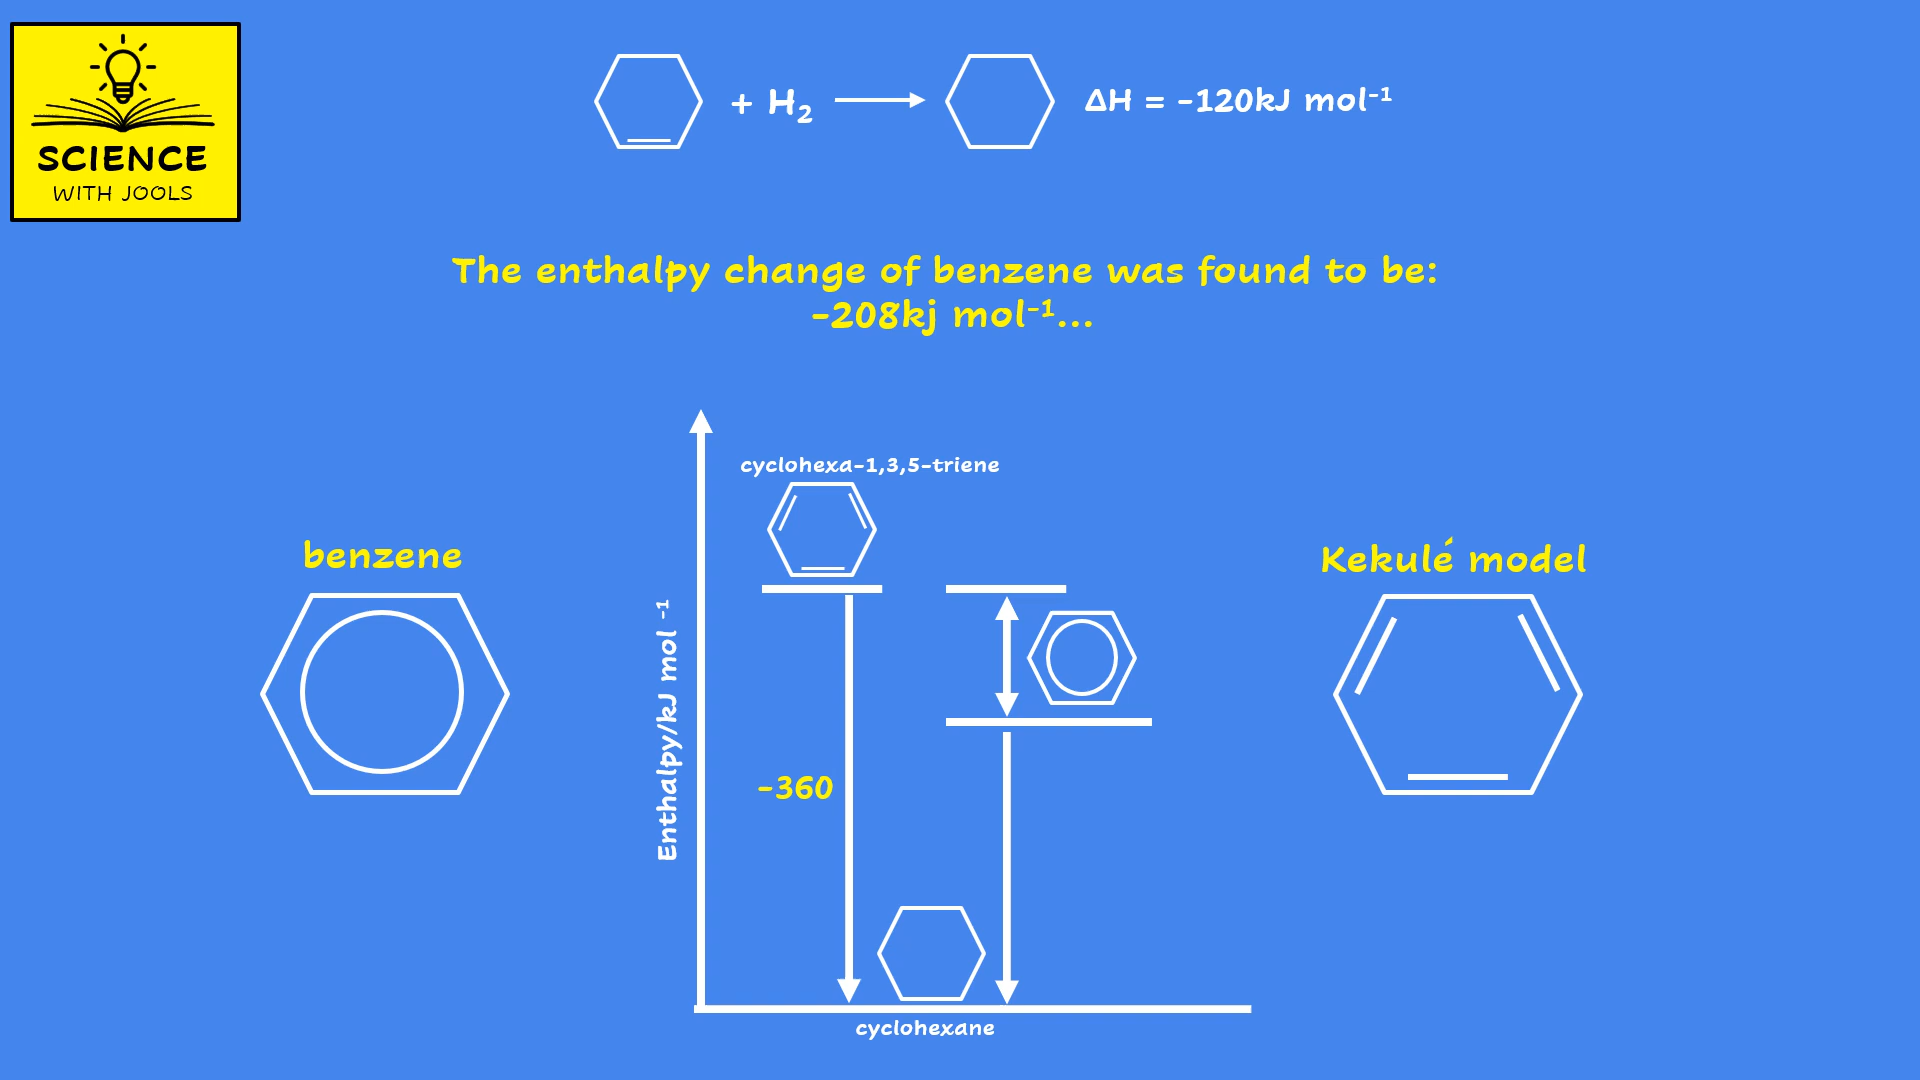 SCIENCE
WITH JOOLS
+ H₂
ΔH = -120kJ mol⁻¹
The enthalpy change of benzene was found to be:
-208kj mol⁻¹...
benzene
cyclohexa-1,3,5-triene
Kekulé model
Enthalpy/kJ mol ⁻¹
-360
cyclohexane